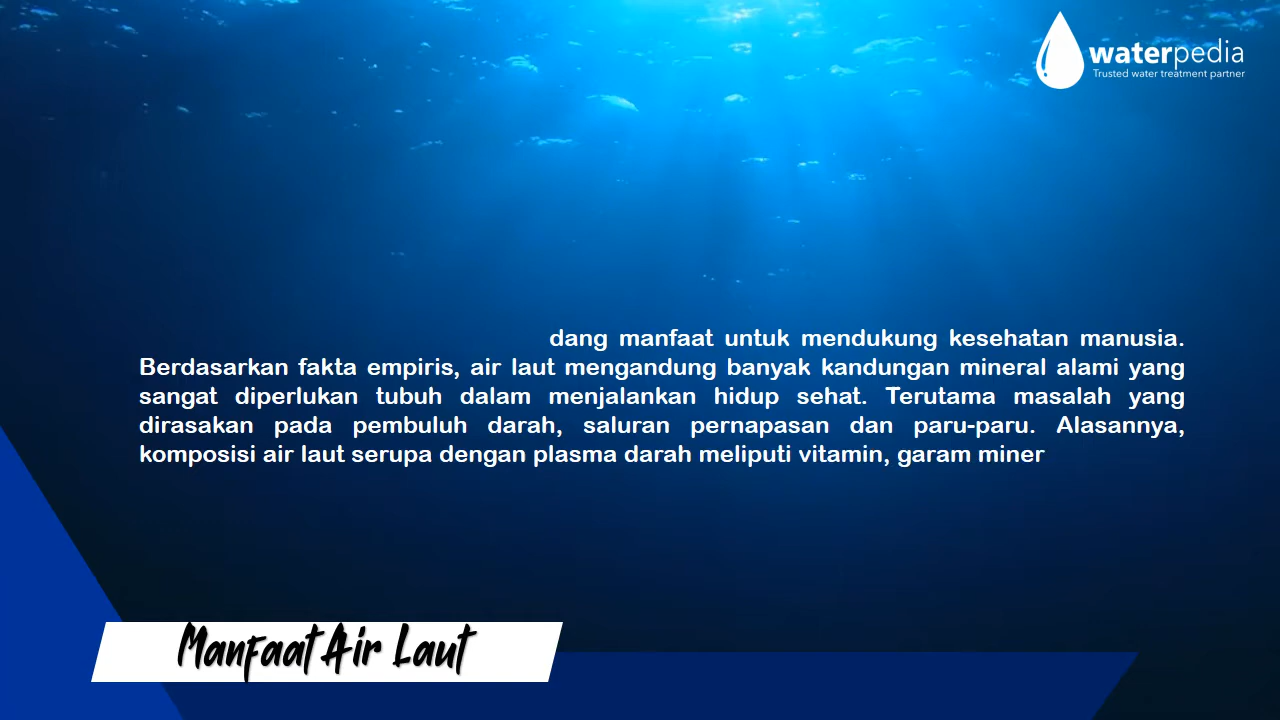 waterpedia
Trusted water treatment partner
dang manfaat untuk mendukung kesehatan manusia.
Berdasarkan fakta empiris, air laut mengandung banyak kandungan mineral alami yang
sangat diperlukan tubuh dalam menjalankan hidup sehat. Terutama masalah yang
dirasakan pada pembuluh darah, saluran pernapasan dan paru-paru. Alasannya,
komposisi air laut serupa dengan plasma darah meliputi vitamin, garam miner
Manfaat Air Laut